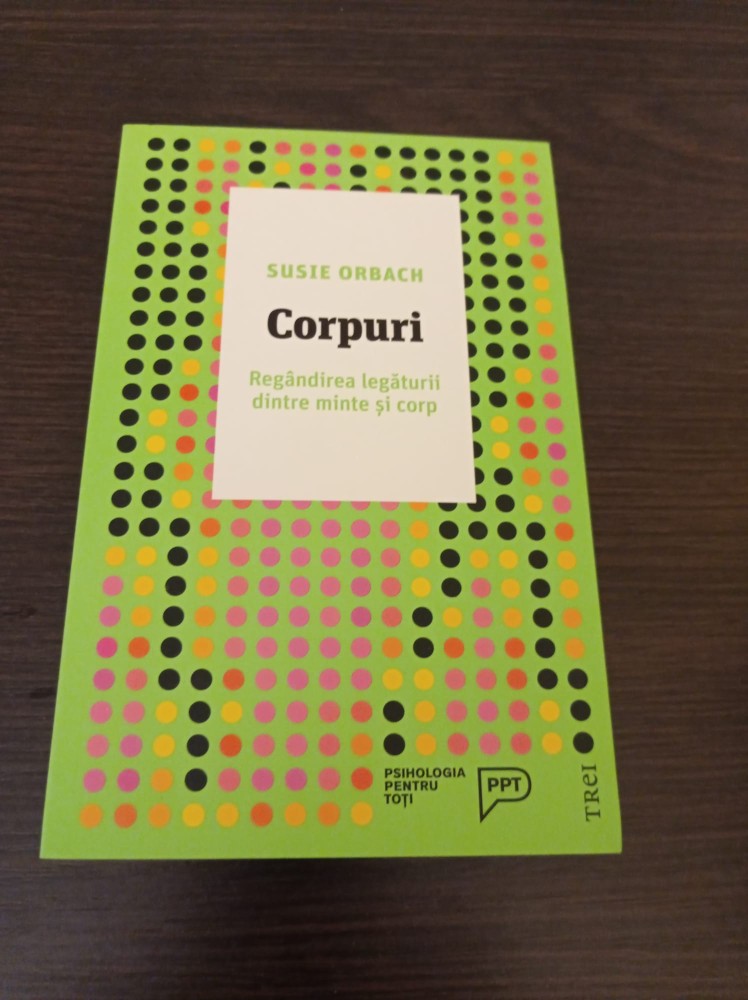 SUSIE ORBACH
Corpuri
Regândirea legăturii
dintre minte și corp
PSIHOLOGIA
PENTRU
TOȚI
PPT
TREI